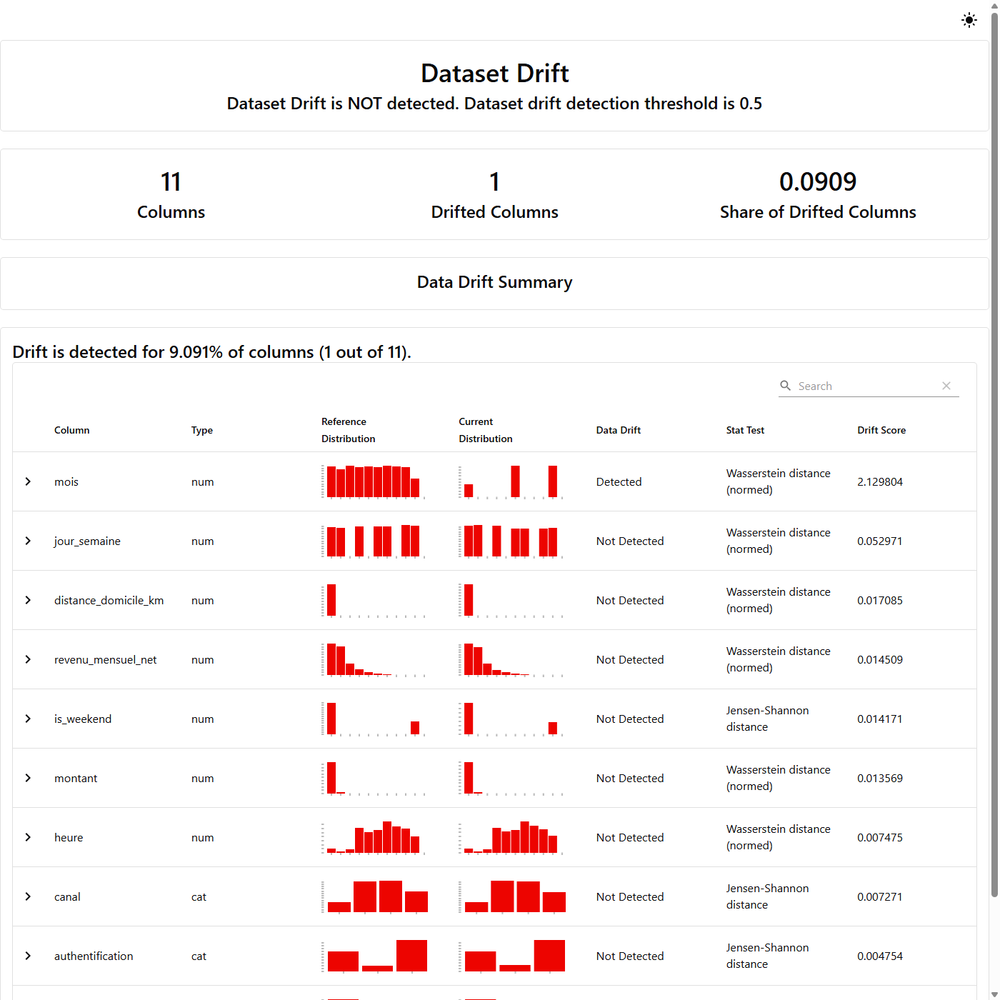 Dataset Drift
Dataset Drift is NOT detected. Dataset drift detection threshold is 0.5
11
Columns
1
Drifted Columns
0.0909
Share of Drifted Columns
Data Drift Summary
Drift is detected for 9.091% of columns (1 out of 11).
Search
Column Type Reference Distribution Current Distribution Data Drift Stat Test Drift Score
mois num Detected Wasserstein distance (normed) 2.129804
jour_semaine num Not Detected Wasserstein distance (normed) 0.052971
distance_domicile_km num Not Detected Wasserstein distance (normed) 0.017085
revenu_mensuel_net num Not Detected Wasserstein distance (normed) 0.014509
is_weekend num Not Detected Jensen-Shannon distance 0.014171
montant num Not Detected Wasserstein distance (normed) 0.013569
heure num Not Detected Wasserstein distance (normed) 0.007475
canal cat Not Detected Jensen-Shannon distance 0.007271
authentification cat Not Detected Jensen-Shannon distance 0.004754